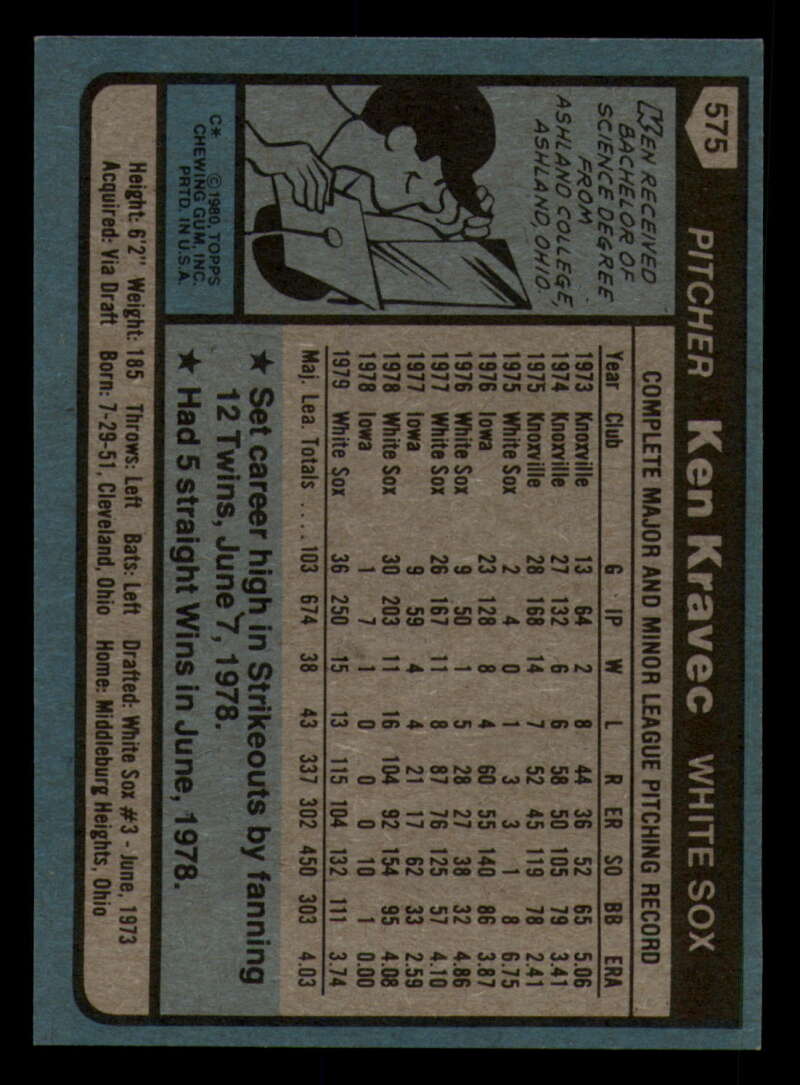 575 PITCHER Ken Kravec WHITE SOX
KEN RECEIVED
BACHELOR OF
SCIENCE DEGREE
FROM
ASHLAND COLLEGE,
ASHLAND, OHIO.
C* ©1980, TOPPS
CHEWING GUM, INC.
PRTD. IN U.S.A.
COMPLETE MAJOR AND MINOR LEAGUE PITCHING RECORD
Year Club G IP W L R ER SO BB ERA
1973 Knoxville 13 64 2 8 44 36 52 65 5.06
1974 Knoxville 27 132 6 6 58 50 105 79 3.41
1975 Knoxville 28 168 14 7 52 45 119 78 2.41
1975 White Sox 2 4 0 1 3 3 1 8 6.75
1976 Iowa 23 128 8 4 60 55 140 86 3.87
1976 White Sox 9 50 1 5 28 27 38 32 4.86
1977 White Sox 26 167 11 8 87 76 125 57 4.10
1977 Iowa 9 59 4 4 21 17 62 33 2.59
1978 White Sox 30 203 11 16 104 92 154 95 4.08
1978 Iowa 1 7 1 0 0 0 10 1 0.00
1979 White Sox 36 250 15 13 115 104 132 111 3.74
Maj. Lea. Totals .... 103 674 38 43 337 302 450 303 4.03
★ Set career high in Strikeouts by fanning
12 Twins, June 7, 1978.
★ Had 5 straight Wins in June, 1978.
Height: 6'2" Weight: 185 Throws: Left Bats: Left Drafted: White Sox #3 - June, 1973
Acquired: Via Draft Born: 7-29-51, Cleveland, Ohio Home: Middleburg Heights, Ohio